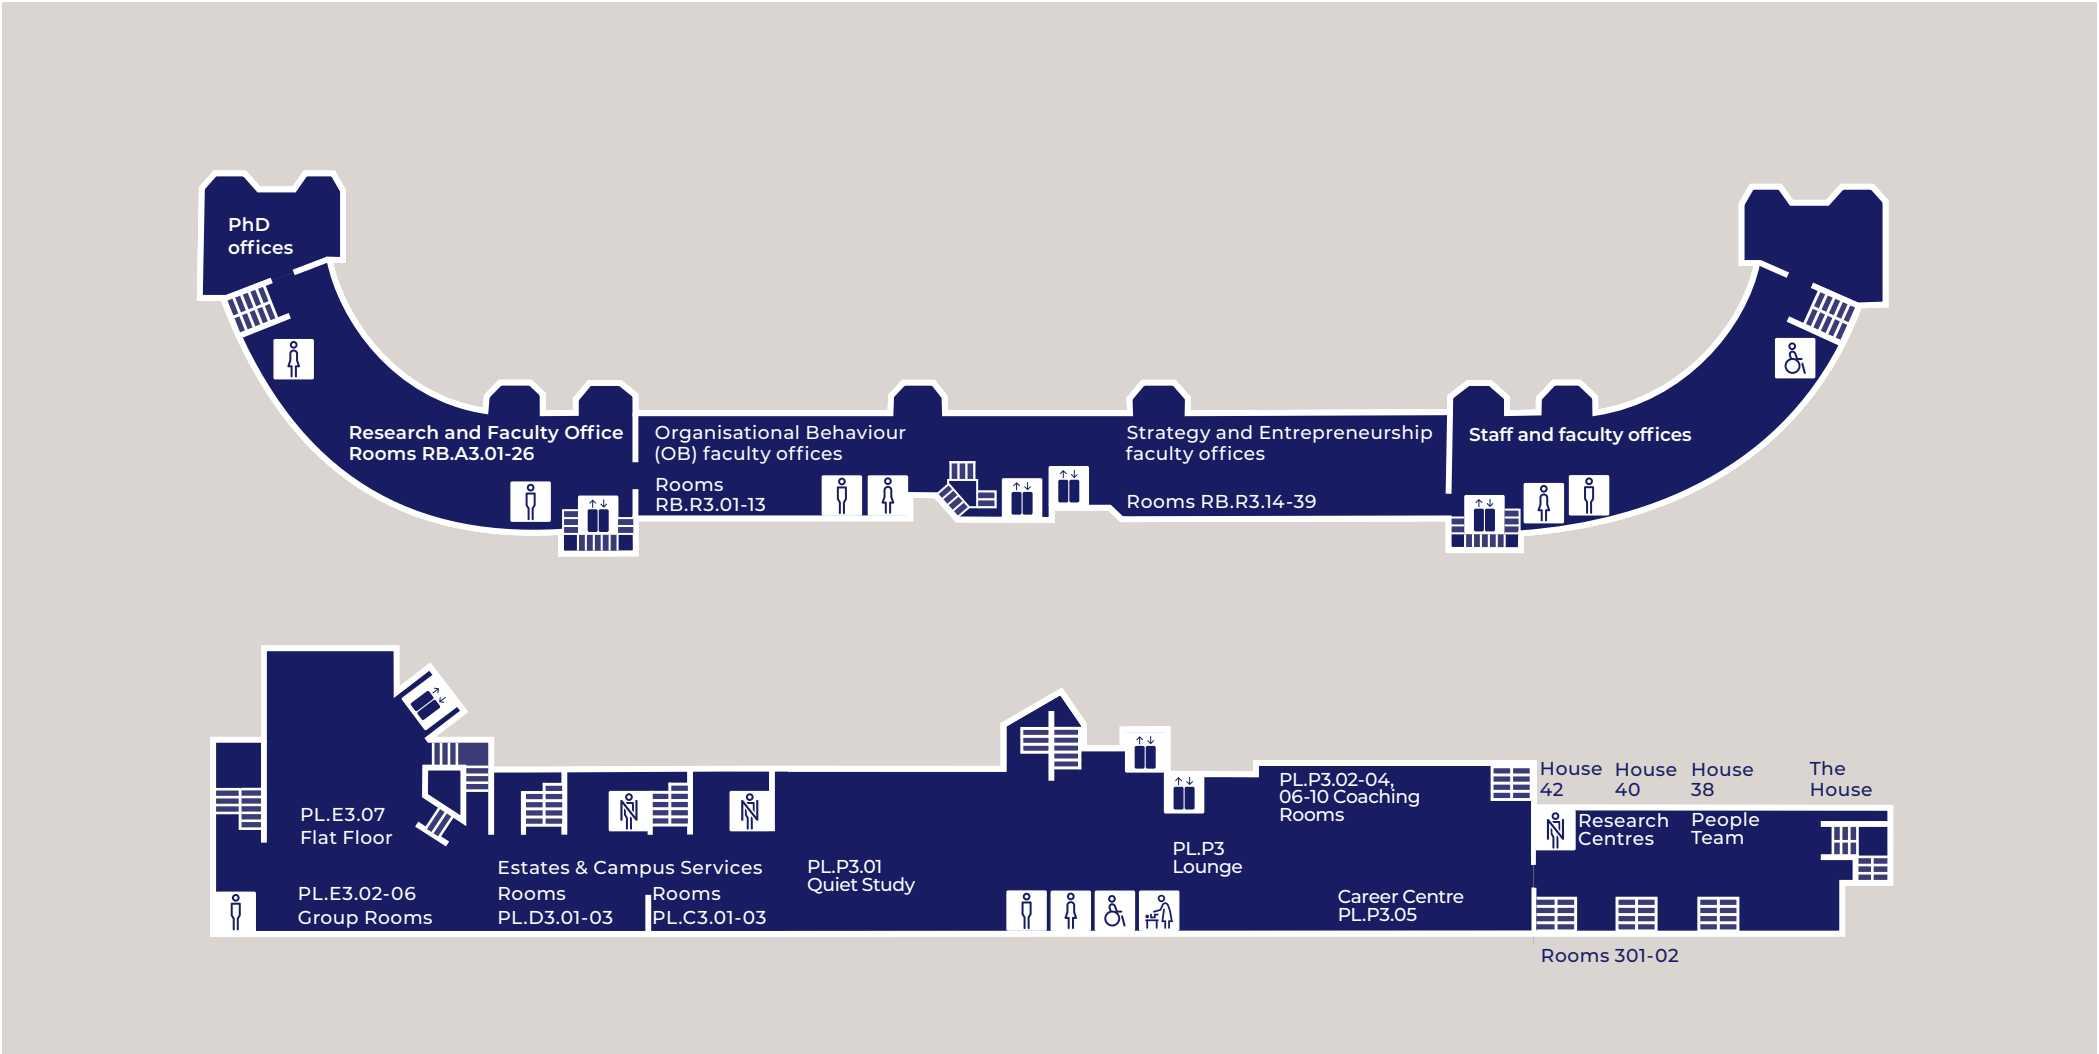 PhD
offices
Research and Faculty Office
Rooms RB.A3.01-26
Organisational Behaviour
(OB) faculty offices
Rooms
RB.R3.01-13
Strategy and Entrepreneurship
faculty offices
Rooms RB.R3.14-39
Staff and faculty offices
PL.E3.07
Flat Floor
PL.E3.02-06
Group Rooms
Estates & Campus Services
Rooms
PL.D3.01-03
Rooms
PL.C3.01-03
PL.P3.01
Quiet Study
PL.P3
Lounge
PL.P3.02-04,
06-10 Coaching
Rooms
Career Centre
PL.P3.05
House
42
House
40
House
38
The
House
Research
Centres
People
Team
Rooms 301-02